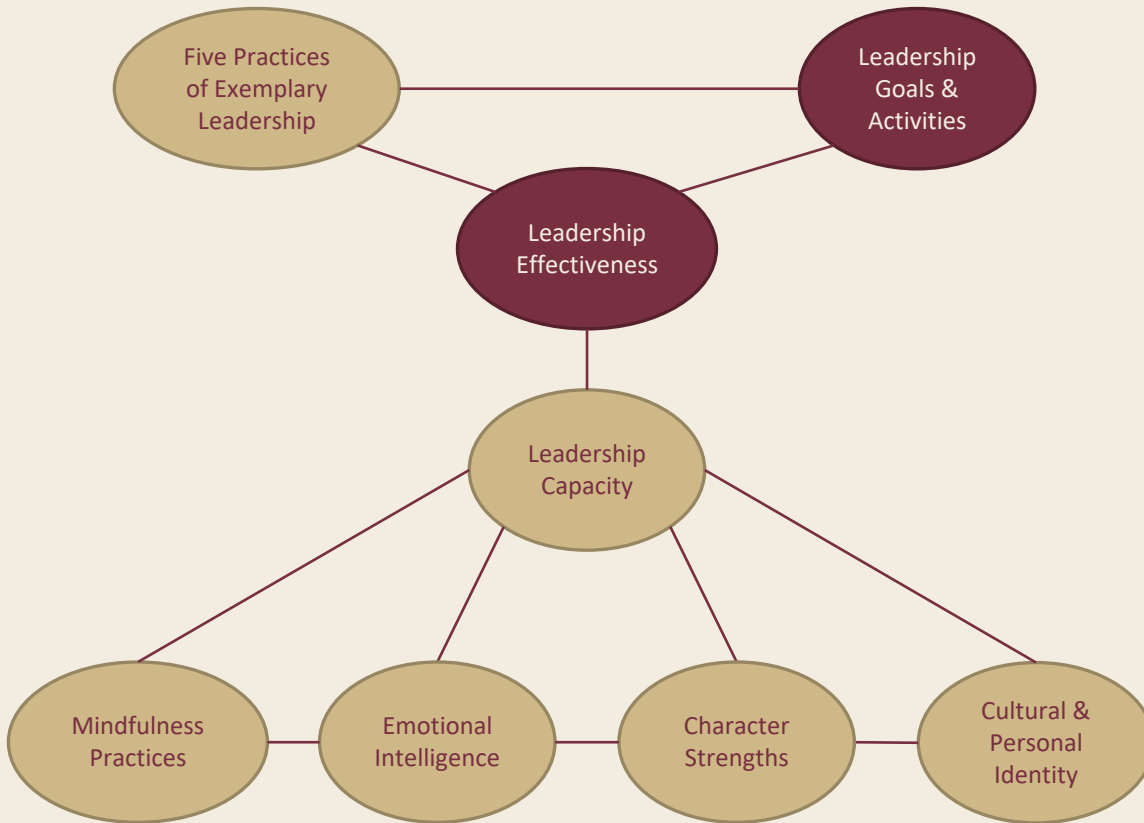 Five Practices
of Exemplary
Leadership
Leadership
Goals &
Activities
Leadership
Effectiveness
Leadership
Capacity
Mindfulness
Practices
Emotional
Intelligence
Character
Strengths
Cultural &
Personal
Identity